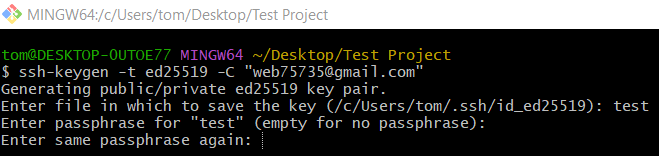 MINGW64:/c/Users/tom/Desktop/Test Project
tom@DESKTOP-OUTOE77 MINGW64 ~/Desktop/Test Project
$ ssh-keygen -t ed25519 -C "web75735@gmail.com"
Generating public/private ed25519 key pair.
Enter file in which to save the key (/c/Users/tom/.ssh/id_ed25519): test
Enter passphrase for "test" (empty for no passphrase):
Enter same passphrase again: